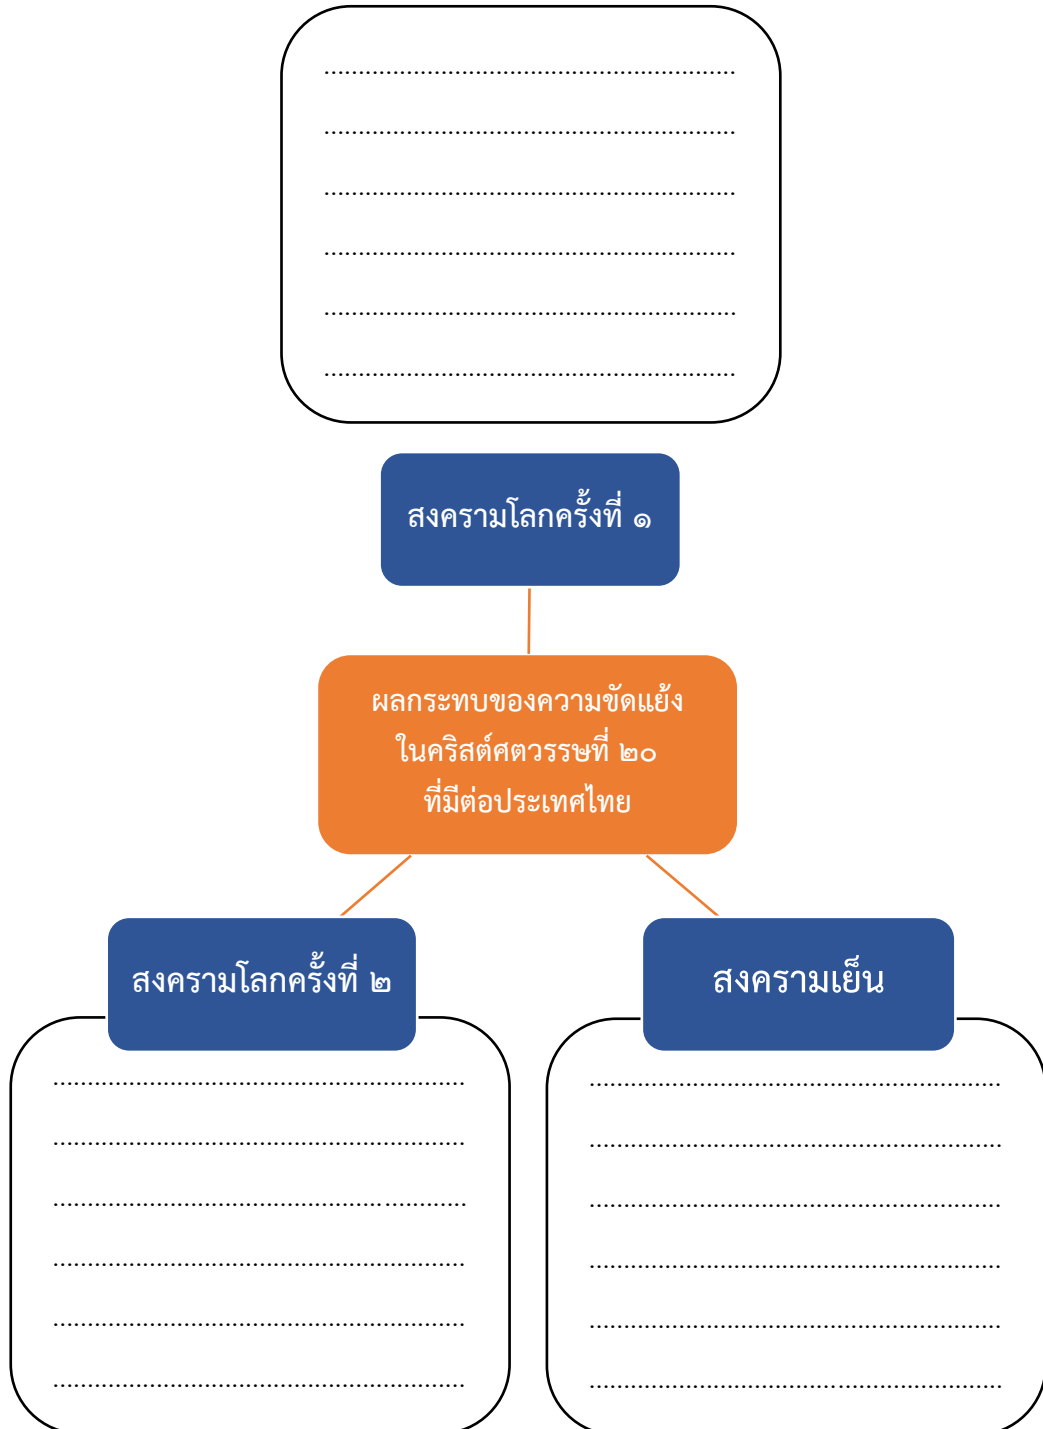 สงครามโลกครั้งที่ ๑
ผลกระทบของความขัดแย้ง
ในคริสต์ศตวรรษที่ ๒๐
ที่มีต่อประเทศไทย
สงครามโลกครั้งที่ ๒
สงครามเย็น